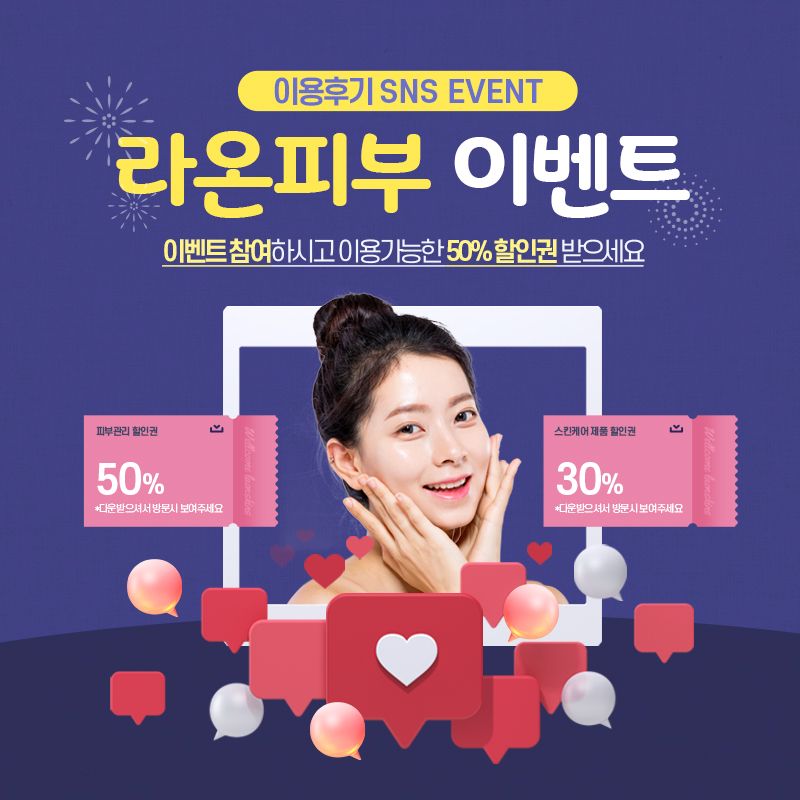 이용후기 SNS EVENT
라온피부 이벤트
이벤트 참여하시고 이용가능한 50% 할인권 받으세요
피부관리 할인권
50%
*다운받으셔서 방문시 보여주세요
스킨케어 제품 할인권
30%
*다운받으셔서 방문시 보여주세요